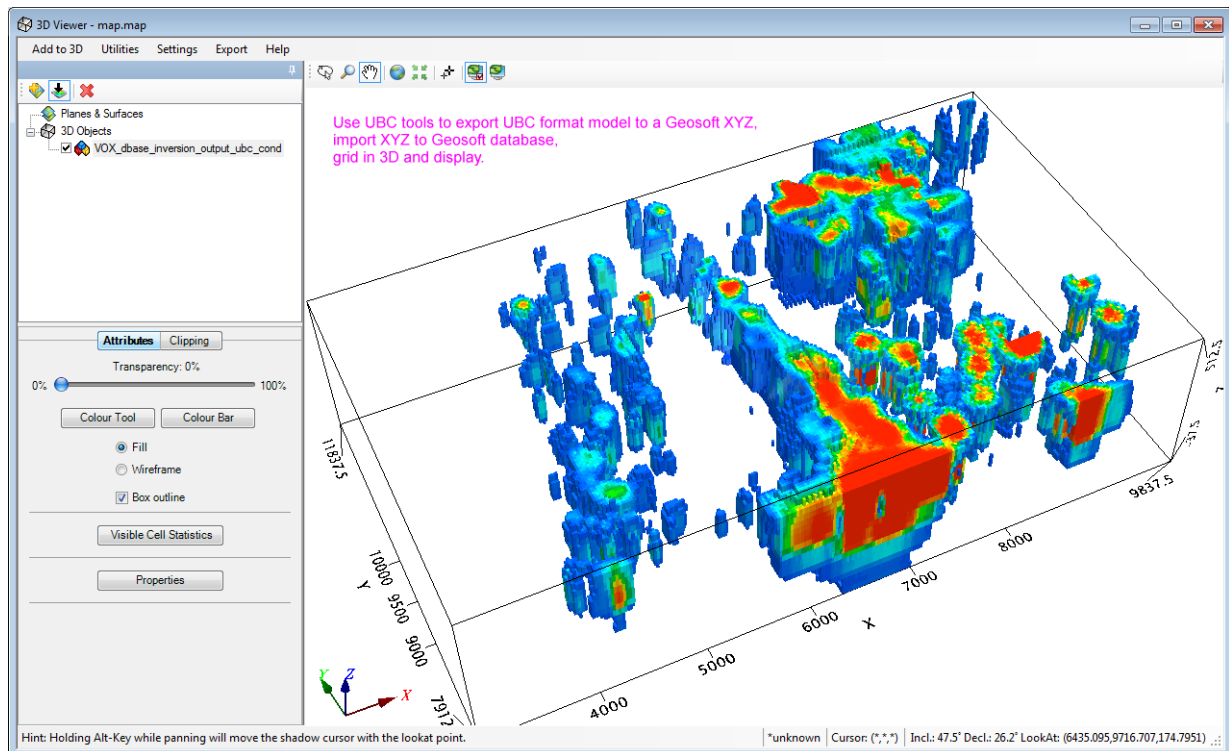 3D Viewer - map.map
Add to 3D Utilities Settings Export Help
Planes & Surfaces
3D Objects
VOX_dbase_inversion_output_ubc_cond
Use UBC tools to export UBC format model to a Geosoft XYZ,
import XYZ to Geosoft database,
grid in 3D and display.
Attributes Clipping
Transparency: 0%
0% 100%
Colour Tool Colour Bar
Fill
Wireframe
Box outline
Visible Cell Statistics
Properties
11837.5
10000
Y
9500
9000
7912
4000
5000
6000
X
7000
8000
9837.5
512.5
Y Z X
Hint: Holding Alt-Key while panning will move the shadow cursor with the lookat point.
*unknown Cursor: (*,*,*) Incl.: 47.5° Decl.: 26.2° LookAt: (6435.095,9716.707,174.7951)